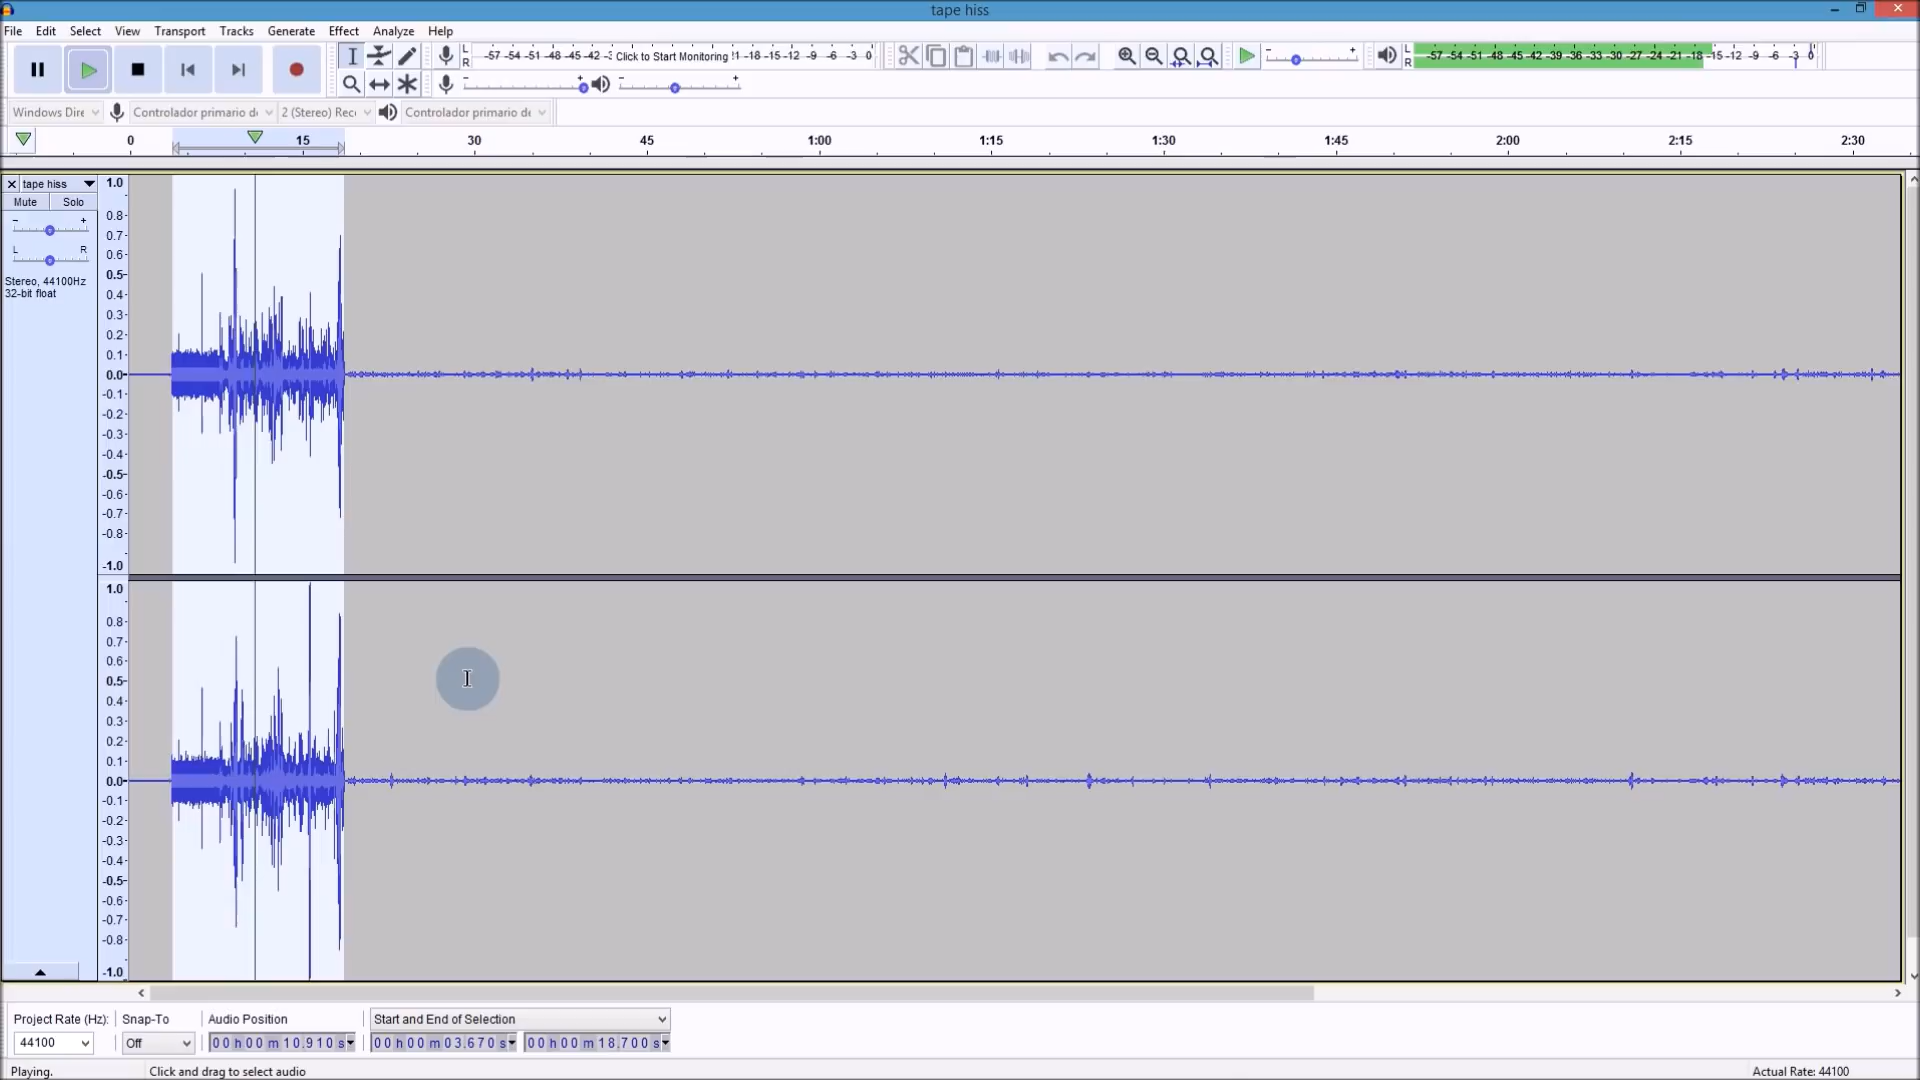 tape hiss
File Edit Select View Transport Tracks Generate Effect Analyze Help
L
R
-57 -54 -51 -48 -45 -42 -3 Click to Start Monitoring !1 -18 -15 -12 -9 -6 -3 0
L
R
-57 -54 -51 -48 -45 -42 -39 -36 -33 -30 -27 -24 -21 -18 -15 -12 -9 -6 -3 0
Windows Dire Controlador primario de 2 (Stereo) Rec Controlador primario de
0 15 30 45 1:00 1:15 1:30 1:45 2:00 2:15 2:30
tape hiss
Mute Solo
- +
L R
Stereo, 44100Hz
32-bit float
1.0
0.8
0.7
0.6
0.5
0.4
0.3
0.2
0.1
0.0
-0.1
-0.2
-0.3
-0.4
-0.5
-0.6
-0.7
-0.8
-1.0
1.0
0.8
0.7
0.6
0.5
0.4
0.3
0.2
0.1
0.0
-0.1
-0.2
-0.3
-0.4
-0.5
-0.6
-0.7
-0.8
-1.0
Project Rate (Hz): Snap-To Audio Position Start and End of Selection
44100 Off 00 h 00 m 10.910 s 00 h 00 m 03.670 s 00 h 00 m 18.700 s
Playing. Click and drag to select audio Actual Rate: 44100